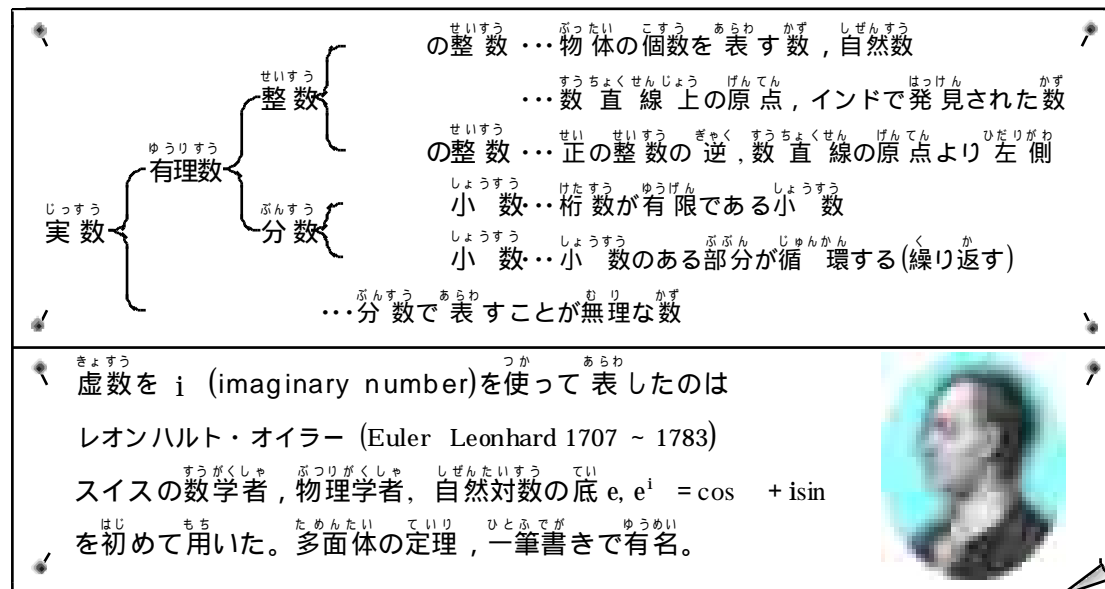 の整数…物体の個数を表す数，自然数
整数
…数直線上の原点，インドで発見された数
の整数…正の整数の逆，数直線の原点より左側
有理数
小数…桁数が有限である小数
実数
分数
小数…小数のある部分が循環する(繰り返す)
…分数で表すことが無理な数
虚数を i (imaginary number)を使って表したのは
レオンハルト・オイラー (Euler Leonhard 1707 ~ 1783)
スイスの数学者，物理学者，自然対数の底 e, e^i =cos +isin
を初めて用いた。多面体の定理，一筆書きで有名。